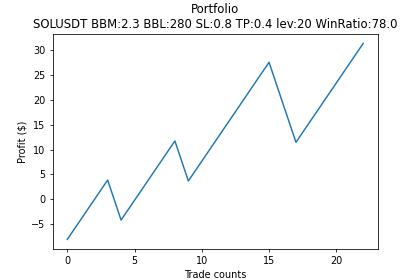 Portfolio
SOLUSDT BBM:2.3 BBL:280 SL:0.8 TP:0.4 lev:20 WinRatio:78.0
30
25
20
15
10
5
0
−5
Profit ($)
0 5 10 15 20
Trade counts